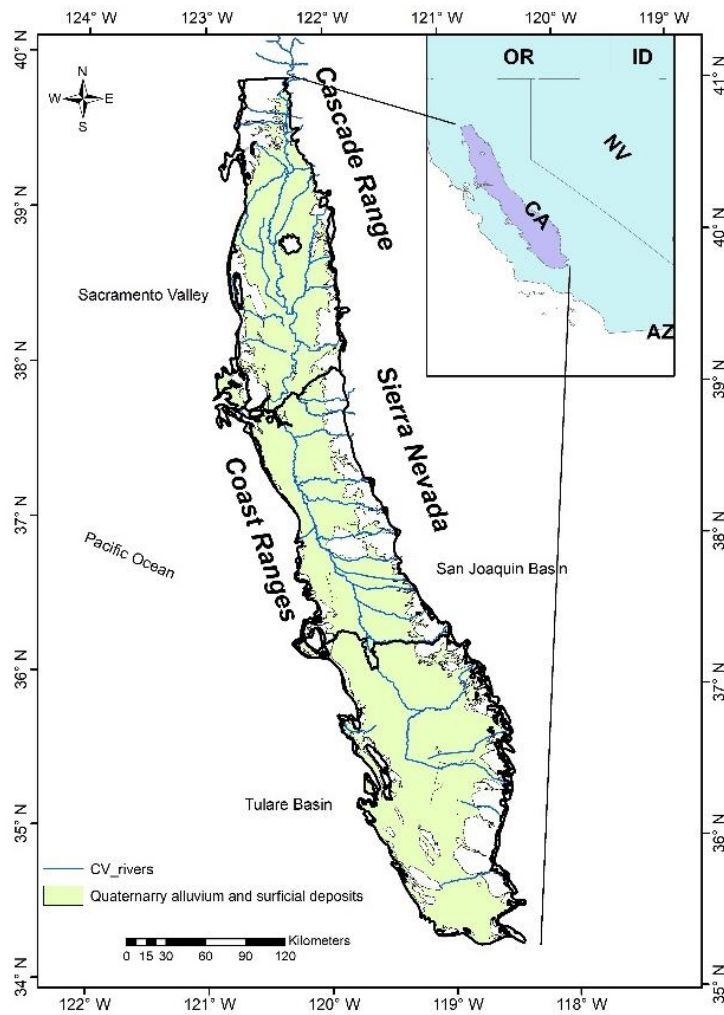 124° W 123° W 122° W 121° W 120° W 119° W
40° N
41° N
N
W E
S
Cascade Range
OR ID
NV
CA
AZ
39° N
40° N
Sacramento Valley
38° N
39° N
Sierra Nevada
Coast Ranges
37° N
38° N
Pacific Ocean
San Joaquin Basin
36° N
37° N
Tulare Basin
35° N
36° N
CV_rivers
Quaternarry alluvium and surficial deposits
Kilometers
0 15 30 60 90 120
34° N
35° N
122° W 121° W 120° W 119° W 118° W